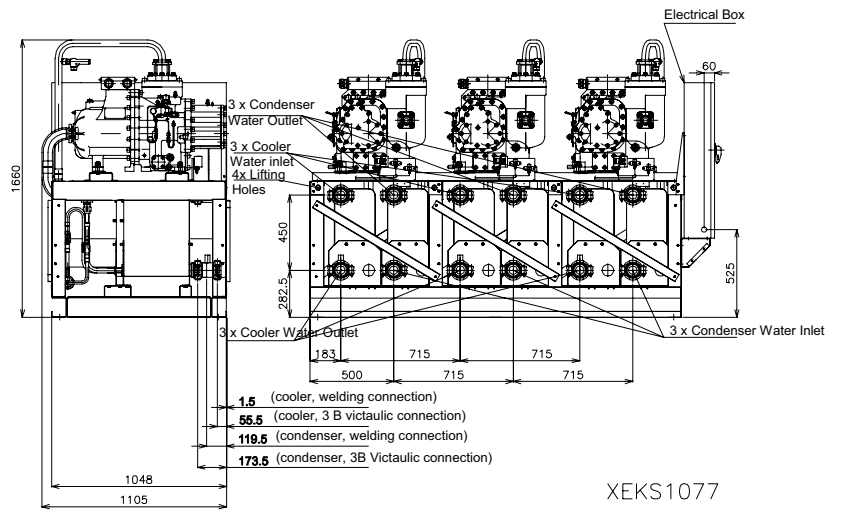 Electrical Box
60
3 x Condenser
Water Outlet
3 x Cooler
Water inlet
4x Lifting
Holes
1660
450
282.5
525
3 x Cooler Water Outlet
3 x Condenser Water Inlet
183
715
715
500
715
715
1.5 (cooler, welding connection)
55.5 (cooler, 3 B victaulic connection)
119.5 (condenser, welding connection)
173.5 (condenser, 3B Victaulic connection)
1048
1105
XEKS1077